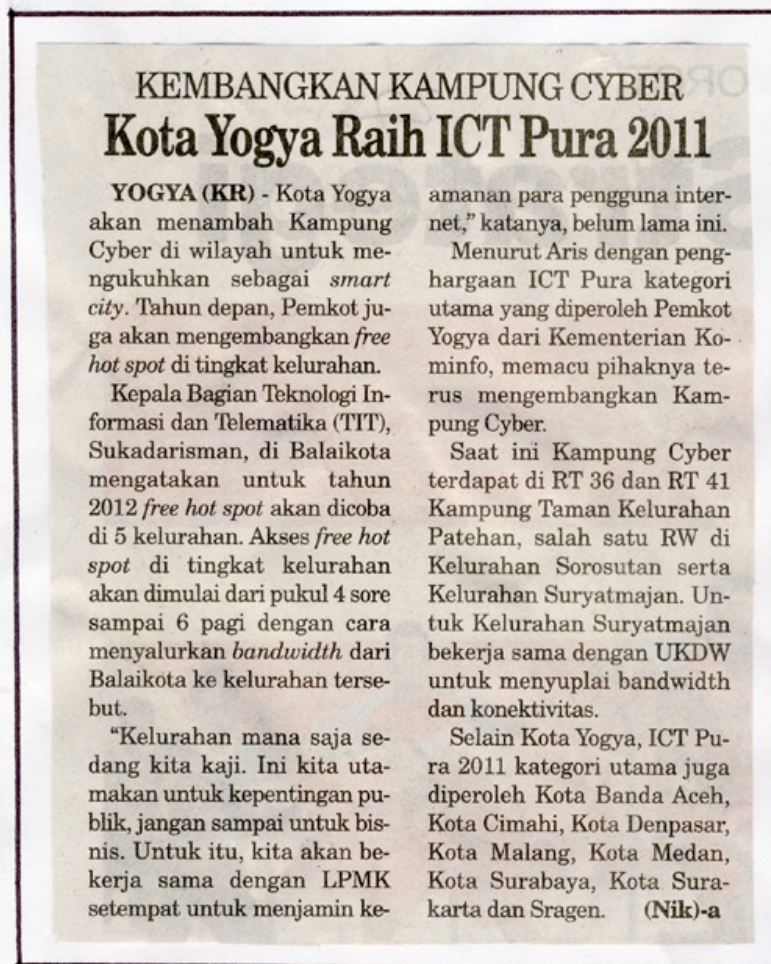 KEMBANGKAN KAMPUNG CYBER
Kota Yogya Raih ICT Pura 2011
YOGYA (KR) - Kota Yogya
akan menambah Kampung
Cyber di wilayah untuk me-
ngukuhkan sebagai smart
city. Tahun depan, Pemkot ju-
ga akan mengembangkan free
hot spot di tingkat kelurahan.
Kepala Bagian Teknologi In-
formasi dan Telematika (TIT),
Sukadarisman, di Balaikota
mengatakan untuk tahun
2012 free hot spot akan dicoba
di 5 kelurahan. Akses free hot
spot di tingkat kelurahan
akan dimulai dari pukul 4 sore
sampai 6 pagi dengan cara
menyalurkan bandwidth dari
Balaikota ke kelurahan terse-
but.
“Kelurahan mana saja se-
dang kita kaji. Ini kita uta-
makan untuk kepentingan pu-
blik, jangan sampai untuk bis-
nis. Untuk itu, kita akan be-
kerja sama dengan LPMK
setempat untuk menjamin ke-
amanan para pengguna inter-
net,” katanya, belum lama ini.
Menurut Aris dengan peng-
hargaan ICT Pura kategori
utama yang diperoleh Pemkot
Yogya dari Kementerian Ko-
minfo, memacu pihaknya te-
rus mengembangkan Kam-
pung Cyber.
Saat ini Kampung Cyber
terdapat di RT 36 dan RT 41
Kampung Taman Kelurahan
Patehan, salah satu RW di
Kelurahan Sorosutan serta
Kelurahan Suryatmajan. Un-
tuk Kelurahan Suryatmajan
bekerja sama dengan UKDW
untuk menyuplai bandwidth
dan konektivitas.
Selain Kota Yogya, ICT Pu-
ra 2011 kategori utama juga
diperoleh Kota Banda Aceh,
Kota Cimahi, Kota Denpasar,
Kota Malang, Kota Medan,
Kota Surabaya, Kota Sura-
karta dan Sragen. (Nik)-a